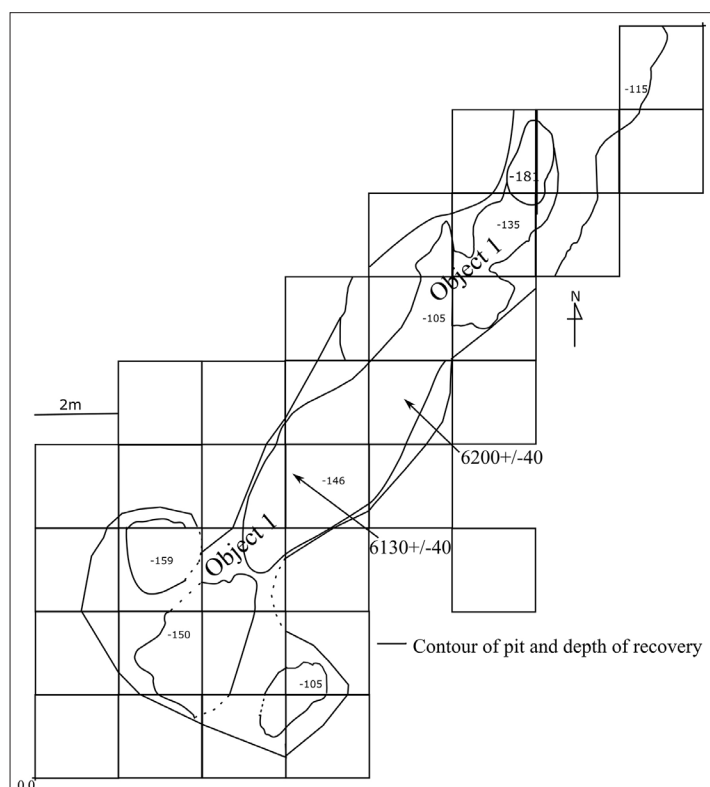 -115
-181
-135
Object 1
N
-105
2m
6200+/-40
-146
6130+/-40
Object 1
-159
Contour of pit and depth of recovery
-150
-105
0.0